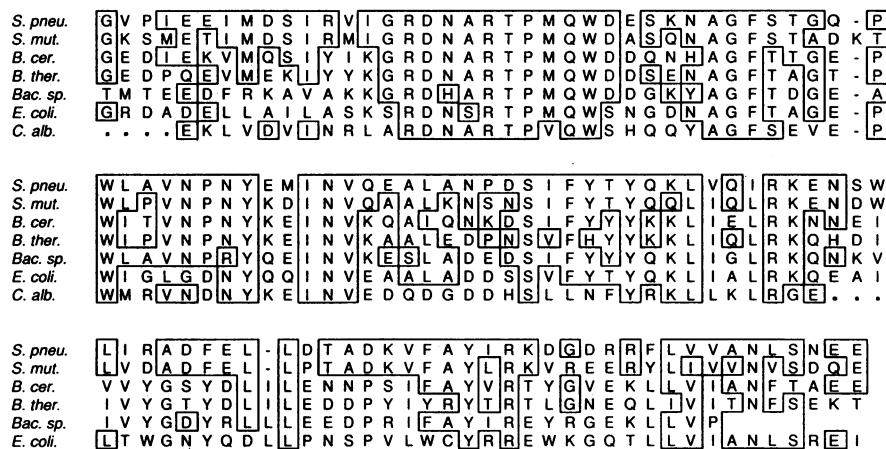 S. pneu. G V P I E E I M D S I R V I G R D N A R T P M Q W D E S K N A G F S T G Q - P
S. mut. G K S M E T I M D S I R M I G R D N A R T P M Q W D A S Q N A G F S T A D K T
B. cer. G E D I E K V M Q S I Y I K G R D N A R T P M Q W D D Q N H A G F T T G E - P
B. ther. G E D P Q E V M E K I Y Y K G R D N A R T P M Q W D D S E N A G F T A G T - P
Bac. sp. T M T E E D F R K A V A K K G R D H A R T P M Q W D D G K Y A G F T D G E - A
E. coli. G R D A D E L L A I L A S K S R D N S R T P M Q W S N G D N A G F T A G E - P
C. alb. . . . . E K L V D V I N R L A R D N A R T P V Q W S H Q Q Y A G F S E V E - P
S. pneu. W L A V N P N Y E M I N V Q E A L A N P D S I F Y T Y Q K L V Q I R K E N S W
S. mut. W L P V N P N Y K D I N V Q A A L K N S N S I F Y T Y Q Q L I Q L R K E N D W
B. cer. W I T V N P N Y K E I N V K Q A I Q N K D S I F Y Y Y K K L I E L R K N N E I
B. ther. W I P V N P N Y K E I N V K A A L E D P N S V F H Y Y K K L I Q L R K Q H D I
Bac. sp. W L A V N P R Y Q E I N V K E S L A D E D S I F Y Y Y Q K L I G L R K Q N K V
E. coli. W I G L G D N Y Q Q I N V E A A L A D D S S V F Y T Y Q K L I A L R K Q E A I
C. alb. W M R V N D N Y K E I N V E D Q D G D D H S L L N F Y R K L L K L R G E . . .
S. pneu. L I R A D F E L - L D T A D K V F A Y I R K D G D R R F L V V A N L S N E E
S. mut. L V D A D F E L - L P T A D K V F A Y L R K V R E E R Y L I V V N V S D Q E
B. cer. V V Y G S Y D L I L E N N P S I F A Y V R T Y G V E K L L V I A N F T A E E
B. ther. I V Y G T Y D L L L E D D P Y I Y R Y T R T L G N E Q L I V I T N F S E K T
Bac. sp. I V Y G D Y R L L L E E D P R I F A Y I R E Y R G E K L L V P
E. coli. L T W G N Y Q D L L P N S P V L W C Y R R E W K G Q T L L V I A N L S R E I